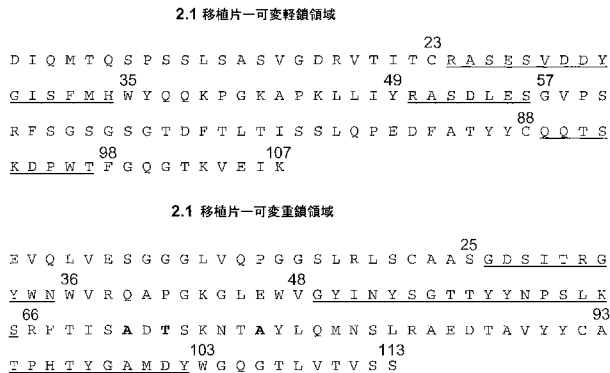 2.1 移植片一可変軽鎖領域
23
D I Q M T Q S P S S L S A S V G D R V T I T C R A S E S V D D Y
35 49 57
G I S F M H W Y Q Q K P G K A P K L L I Y R A S D L E S G V P S
88
R F S G S G S G T D F T L T I S S L Q P E D F A T Y Y C Q Q T S
98 107
K D P W T F G Q G T K V E I K
2.1 移植片一可変重鎖領域
25
E V Q L V E S G G G L V Q P G G S L R L S C A A S G D S I T R G
36 48
Y W N W V R Q A P G K G L E W V G Y I N Y S G T T Y Y N P S L K
66 93
S R F T I S A D T S K N T A Y L Q M N S L R A E D T A V Y Y C A
103 113
T P H T Y G A M D Y W G Q G T L V T V S S